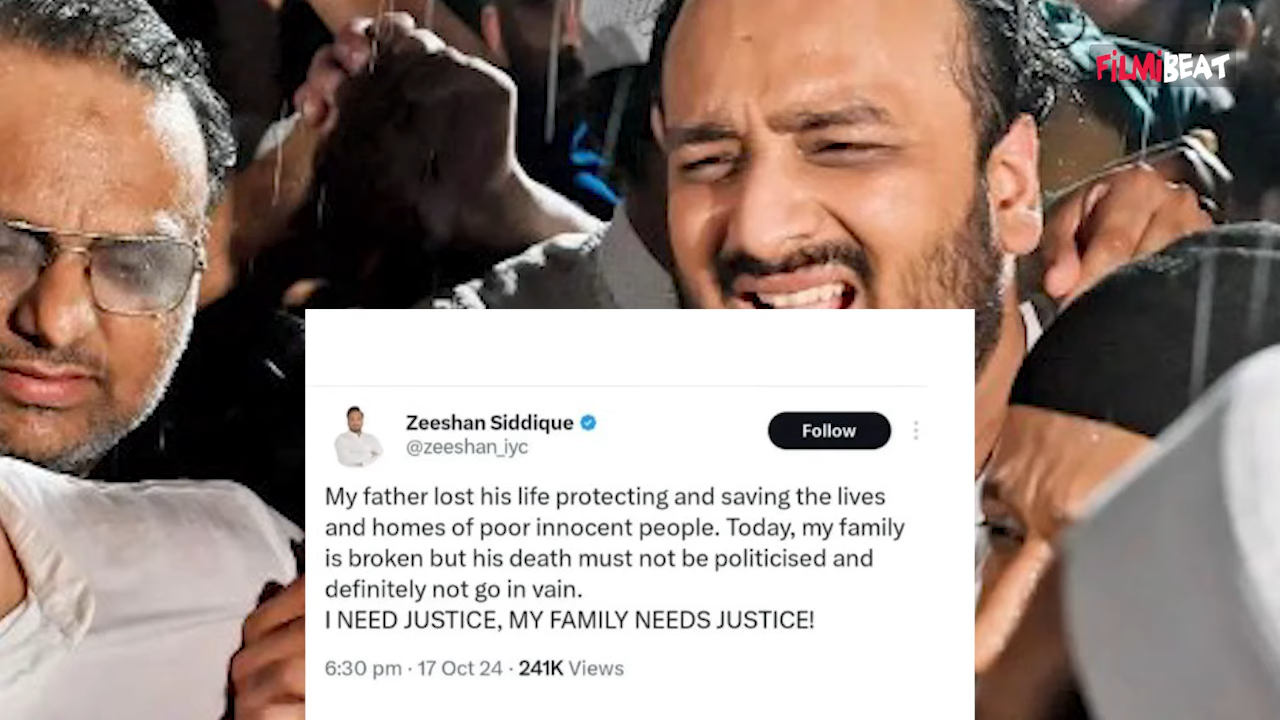 FiLMiBEAT
Zeeshan Siddique
@zeeshan_iyc
Follow
My father lost his life protecting and saving the lives
and homes of poor innocent people. Today, my family
is broken but his death must not be politicised and
definitely not go in vain.
I NEED JUSTICE, MY FAMILY NEEDS JUSTICE!
6:30 pm · 17 Oct 24 · 241K Views